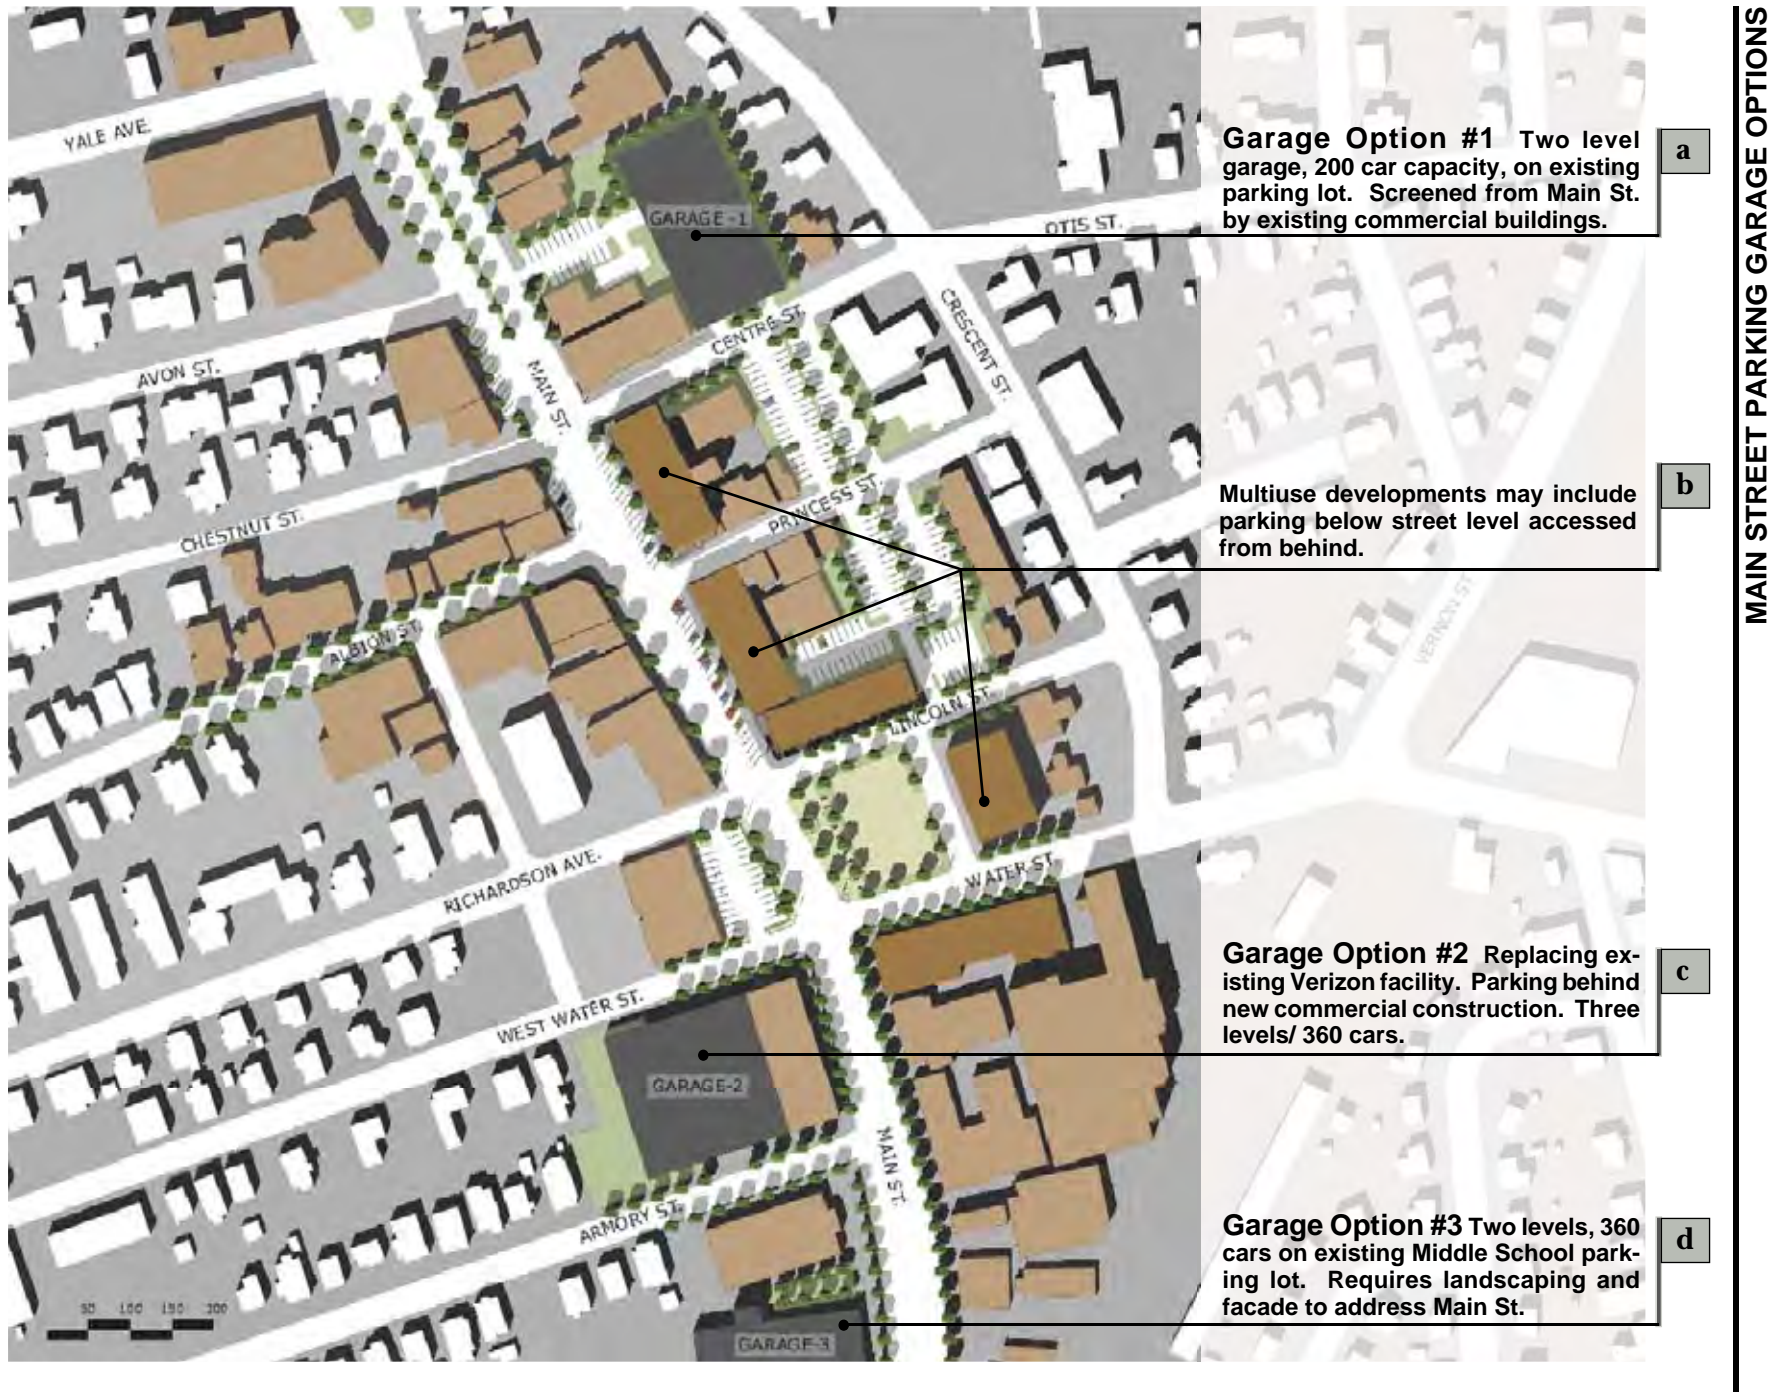 MAIN STREET PARKING GARAGE OPTIONS
YALE AVE.
Garage Option #1 Two level
garage, 200 car capacity, on existing
parking lot. Screened from Main St.
by existing commercial buildings.
a
GARAGE -1
OTIS ST.
CENTRE ST.
CRESCENT ST.
AVON ST.
MAIN ST.
CHESTNUT ST.
PRINCESS ST.
Multiuse developments may include
parking below street level accessed
from behind.
b
VERNON ST
ALBION ST.
LINCOLN ST.
RICHARDSON AVE.
WATER ST.
WEST WATER ST.
Garage Option #2 Replacing ex-
isting Verizon facility. Parking behind
new commercial construction. Three
levels/ 360 cars.
c
GARAGE-2
MAIN ST.
ARMORY ST.
Garage Option #3 Two levels, 360
cars on existing Middle School park-
ing lot. Requires landscaping and
facade to address Main St.
d
50 100 150 200
GARAGE-3